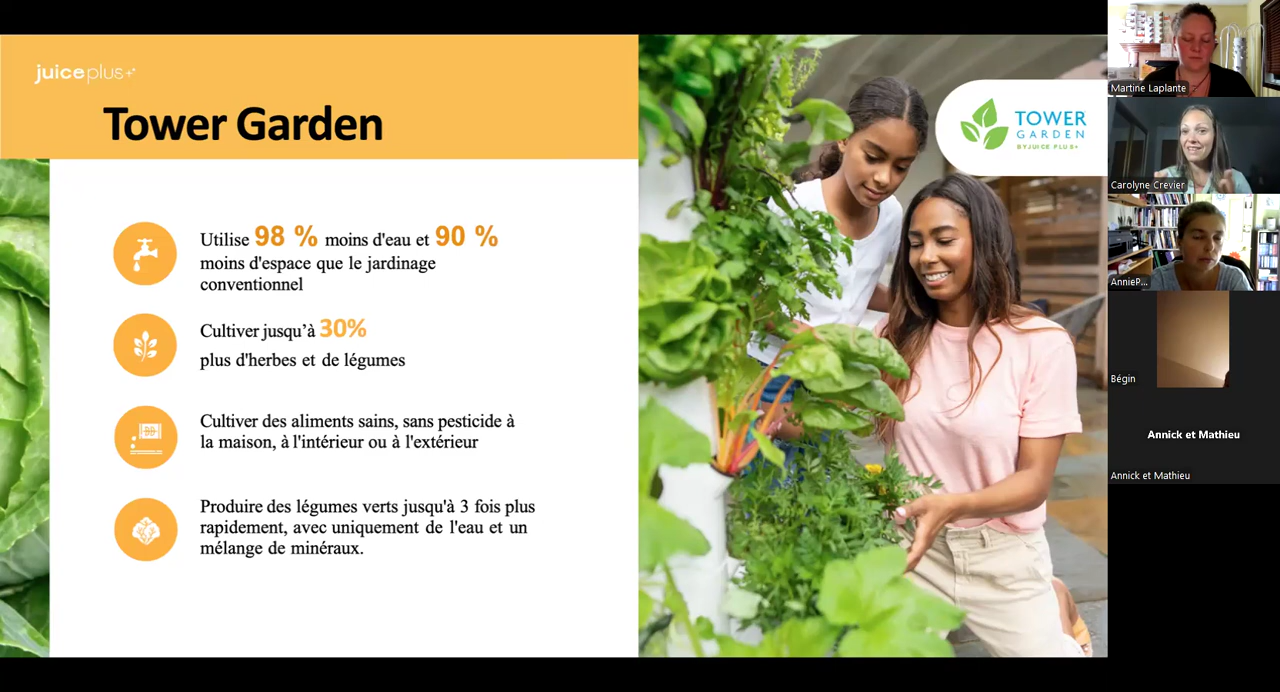 juice plus+
Tower Garden
Utilise 98 % moins d'eau et 90 %
moins d'espace que le jardinage
conventionnel
Cultiver jusqu'à 30%
plus d'herbes et de légumes
Cultiver des aliments sains, sans pesticide à
la maison, à l'intérieur ou à l'extérieur
Produire des légumes verts jusqu'à 3 fois plus
rapidement, avec uniquement de l'eau et un
mélange de minéraux.
TOWER
GARDEN
BY JUICE PLUS+
Martine Laplante
Carolyne Crevier
AnnieP...
Bégin
Annick et Mathieu
Annick et Mathieu